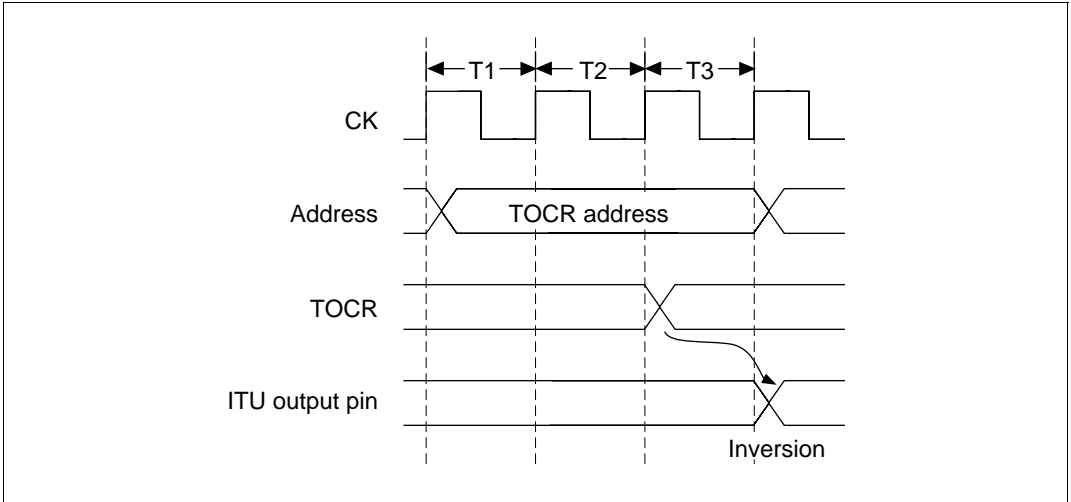 T1 T2 T3
CK
Address TOCR address
TOCR
ITU output pin
Inversion